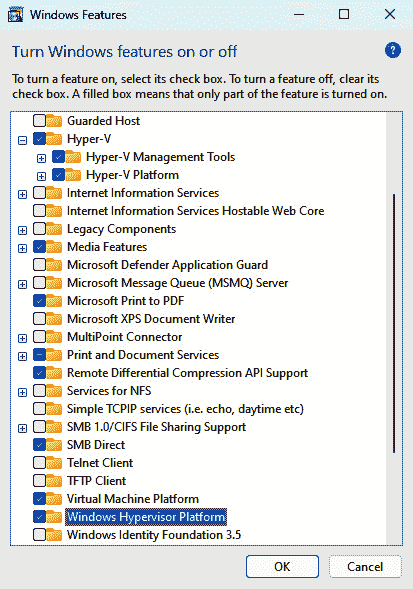 Windows Features
Turn Windows features on or off
?
To turn a feature on, select its check box. To turn a feature off, clear its
check box. A filled box means that only part of the feature is turned on.
Guarded Host
Hyper-V
Hyper-V Management Tools
Hyper-V Platform
Internet Information Services
Internet Information Services Hostable Web Core
Legacy Components
Media Features
Microsoft Defender Application Guard
Microsoft Message Queue (MSMQ) Server
Microsoft Print to PDF
Microsoft XPS Document Writer
MultiPoint Connector
Print and Document Services
Remote Differential Compression API Support
Services for NFS
Simple TCPIP services (i.e. echo, daytime etc)
SMB 1.0/CIFS File Sharing Support
SMB Direct
Telnet Client
TFTP Client
Virtual Machine Platform
Windows Hypervisor Platform
Windows Identity Foundation 3.5
OK
Cancel